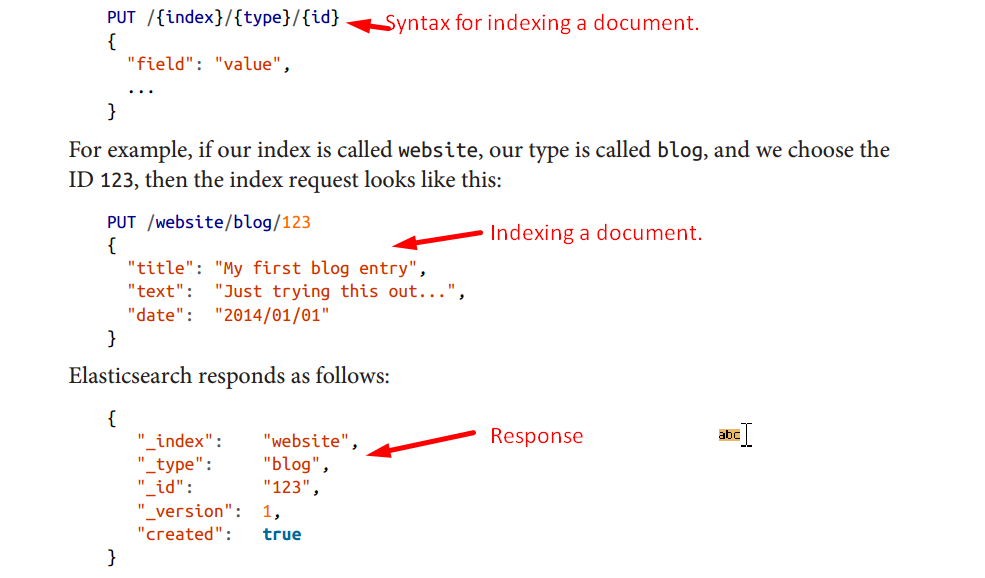 PUT /{index}/{type}/{id} Syntax for indexing a document.
{
"field": "value",
...
}
For example, if our index is called website, our type is called blog, and we choose the
ID 123, then the index request looks like this:
PUT /website/blog/123
Indexing a document.
{
"title": "My first blog entry",
"text": "Just trying this out...",
"date": "2014/01/01"
}
Elasticsearch responds as follows:
{
"_index": "website",
Response
abc
"_type": "blog",
"_id": "123",
"_version": 1,
"created": true
}